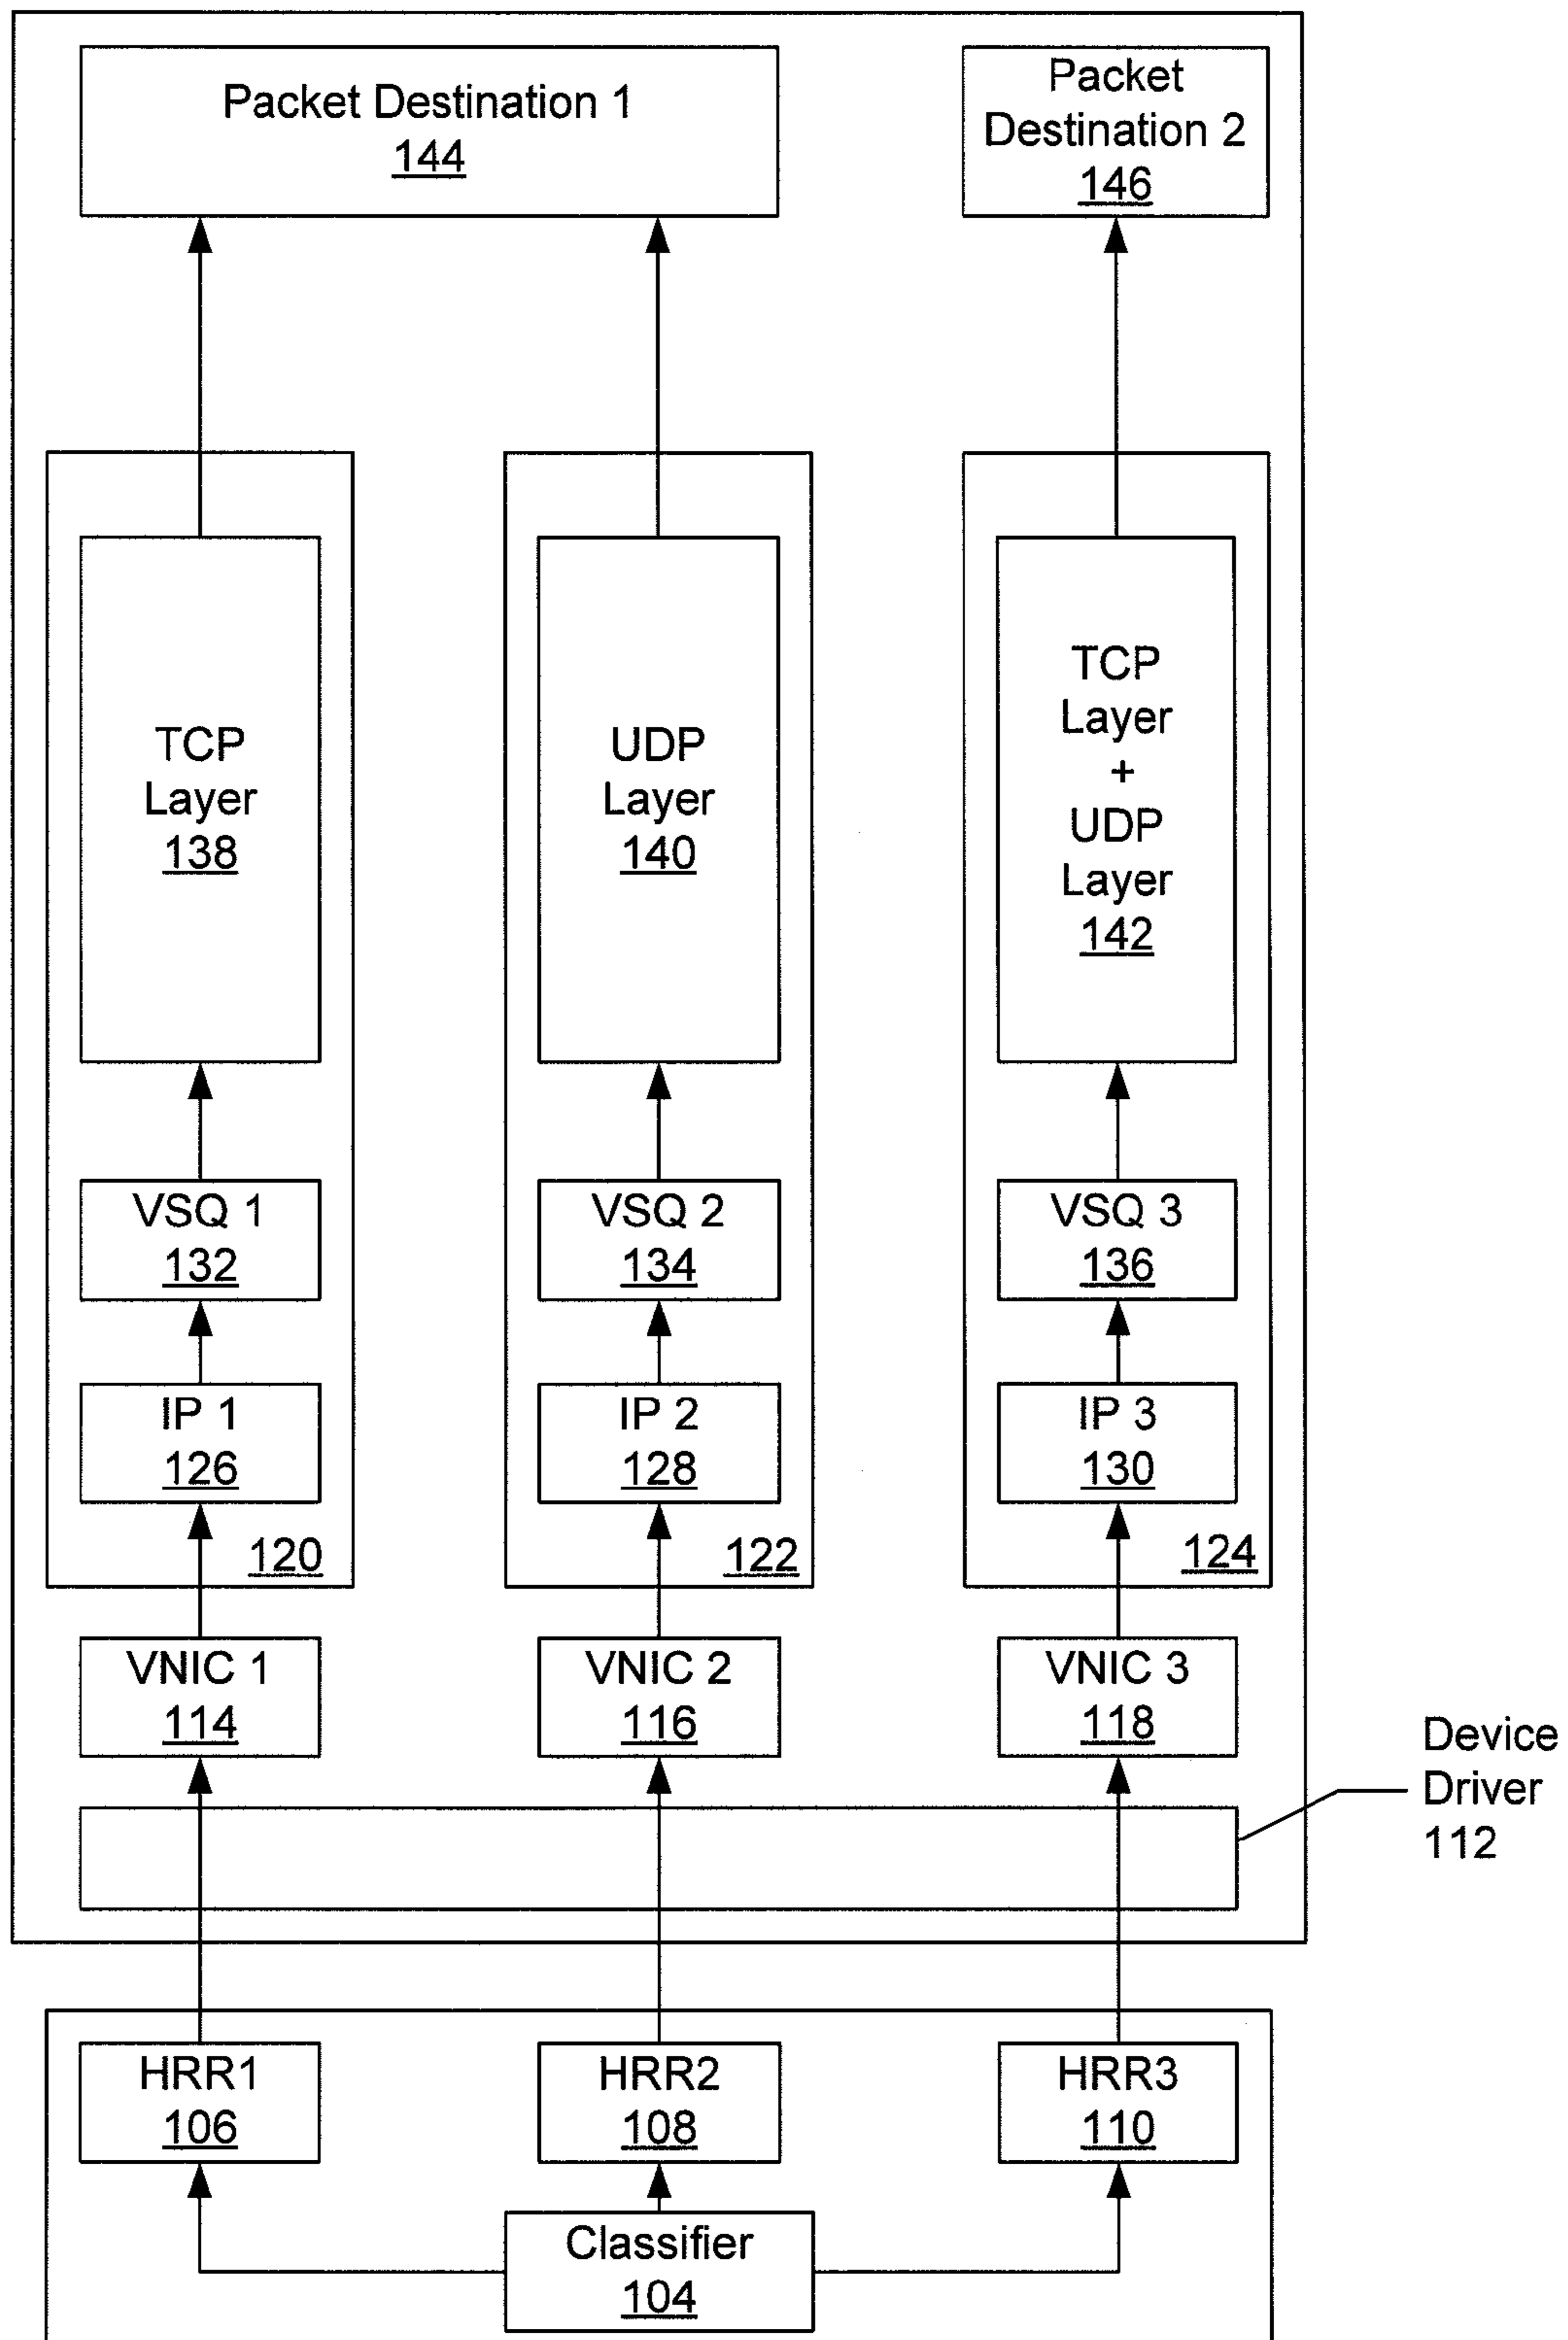 Packet Destination 1
144
Packet
Destination 2
146
TCP
Layer
138
UDP
Layer
140
TCP
Layer
+
UDP
Layer
142
VSQ 1
132
VSQ 2
134
VSQ 3
136
IP 1
126
IP 2
128
IP 3
130
120
122
124
VNIC 1
114
VNIC 2
116
VNIC 3
118
Device
Driver
112
HRR1
106
HRR2
108
HRR3
110
Classifier
104